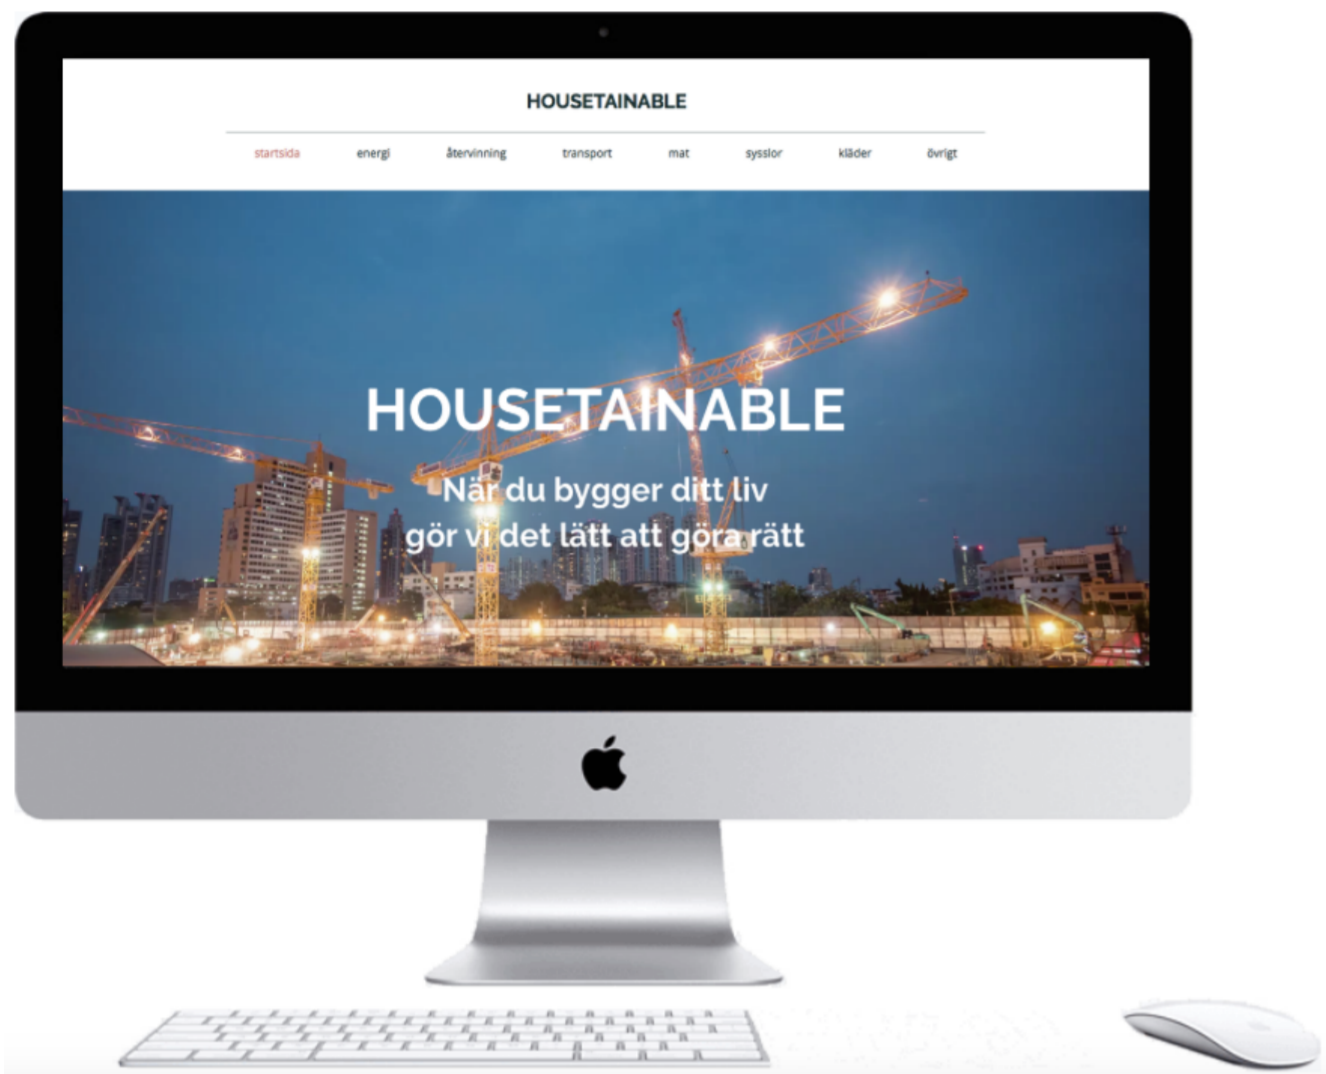 HOUSETAINABLE
startsida energi återvinning transport mat sysslor kläder övrigt
HOUSETAINABLE
När du bygger ditt liv
gör vi det lätt att göra rätt